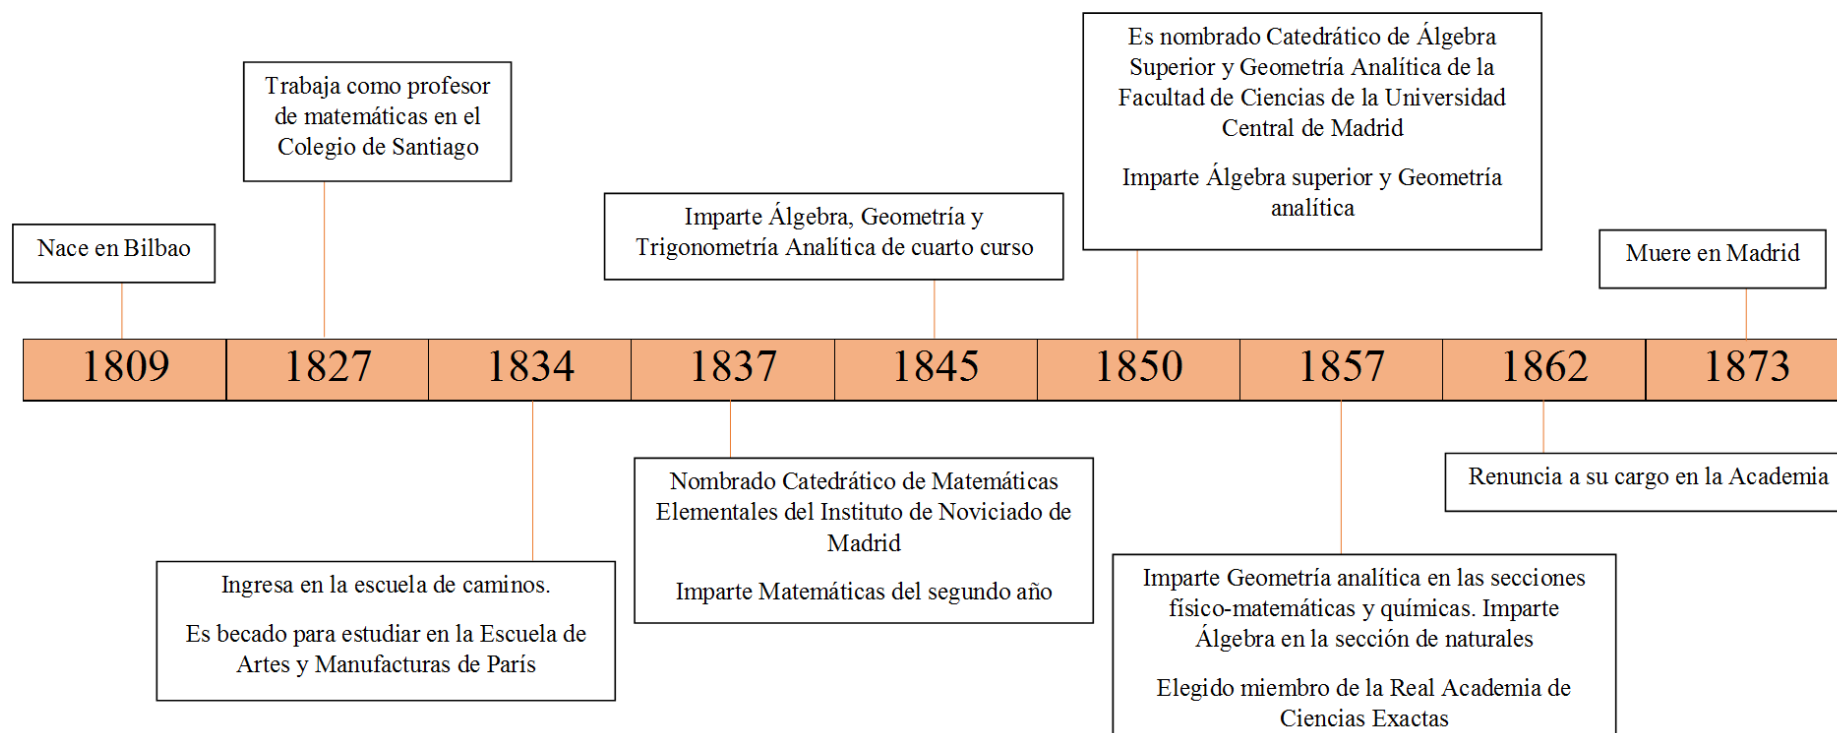 Nace en Bilbao
Trabaja como profesor
de matemáticas en el
Colegio de Santiago
Imparte Álgebra, Geometría y
Trigonometría Analítica de cuarto curso
Es nombrado Catedrático de Álgebra
Superior y Geometría Analítica de la
Facultad de Ciencias de la Universidad
Central de Madrid
Imparte Álgebra superior y Geometría
analítica
Muere en Madrid
1809 1827 1834 1837 1845 1850 1857 1862 1873
Ingresa en la escuela de caminos.
Es becado para estudiar en la Escuela de
Artes y Manufacturas de París
Nombrado Catedrático de Matemáticas
Elementales del Instituto de Noviciado de
Madrid
Imparte Matemáticas del segundo año
Imparte Geometría analítica en las secciones
físico-matemáticas y químicas. Imparte
Álgebra en la sección de naturales
Elegido miembro de la Real Academia de
Ciencias Exactas
Renuncia a su cargo en la Academia